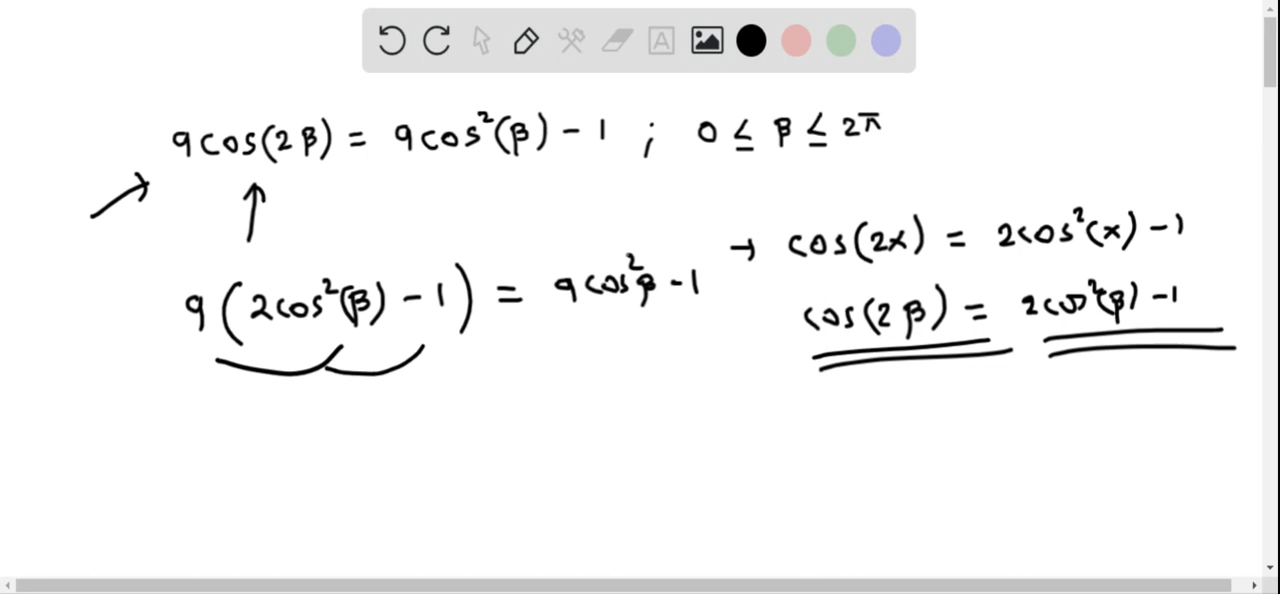 9cos(2β) = 9cos²(β) - 1 ; 0 ≤ β ≤ 2π
→ cos(2x) = 2cos²(x) - 1
9(2cos²(β) - 1) = 9cos²β - 1
cos(2β) = 2cos²(β) - 1